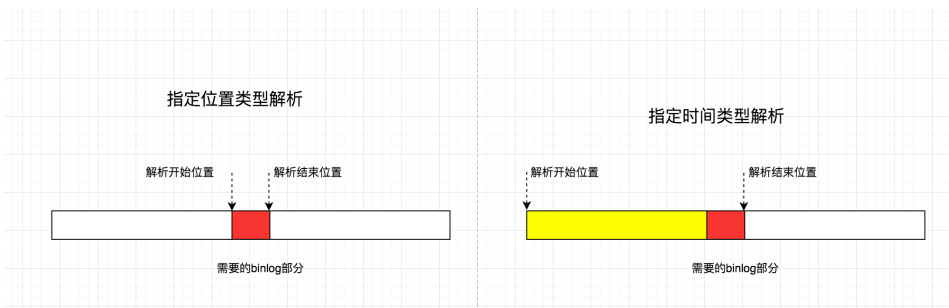 指定位置类型解析
解析开始位置
解析结束位置
需要的binlog部分
指定时间类型解析
解析开始位置
解析结束位置
需要的binlog部分